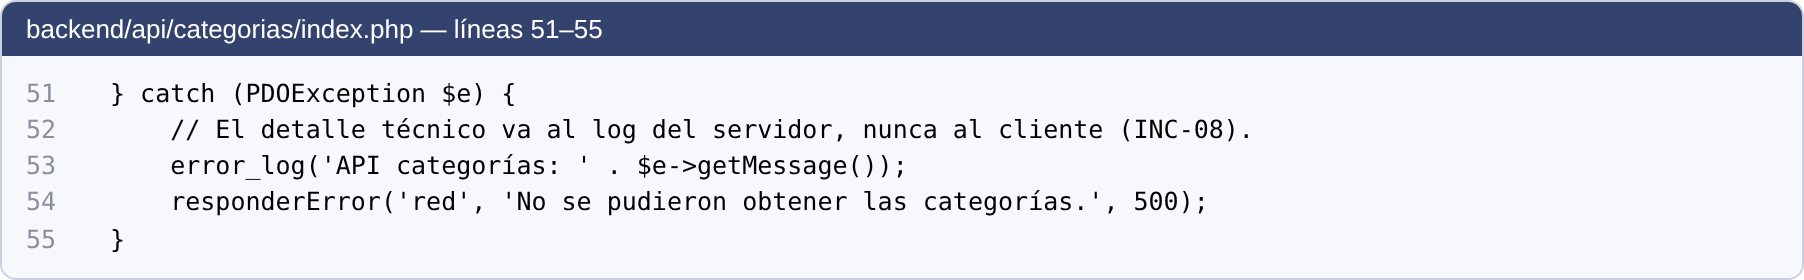 backend/api/categorias/index.php — líneas 51–55
51 } catch (PDOException $e) {
52 // El detalle técnico va al log del servidor, nunca al cliente (INC-08).
53 error_log('API categorías: ' . $e->getMessage());
54 responderError('red', 'No se pudieron obtener las categorías.', 500);
55 }